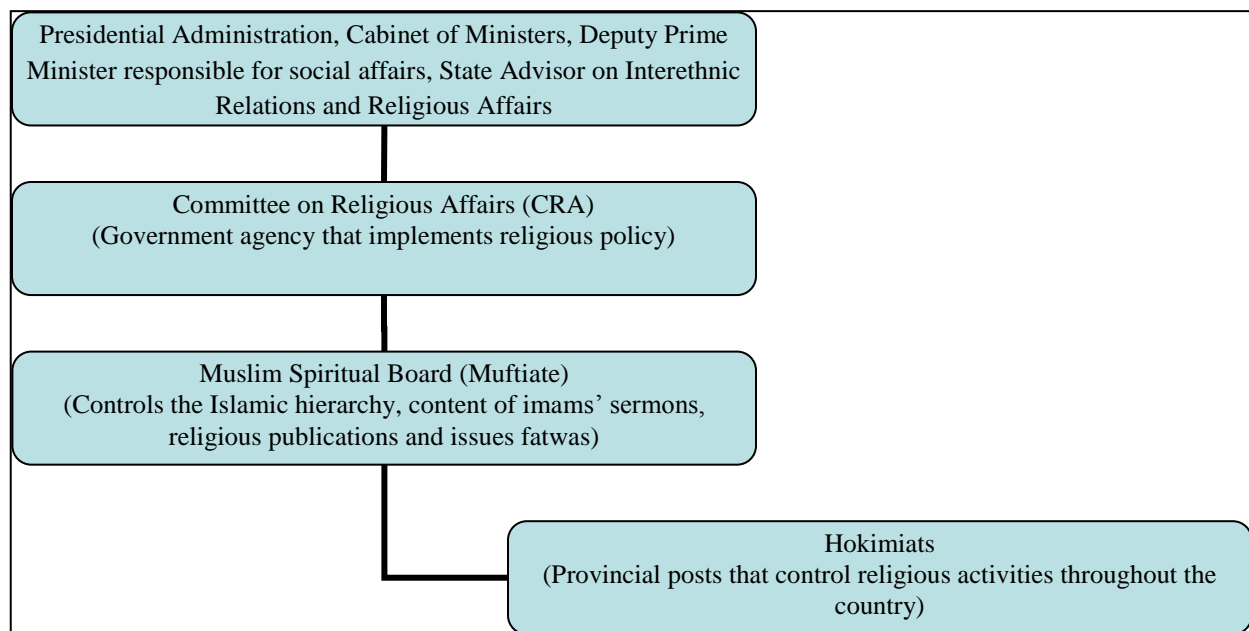 Presidential Administration, Cabinet of Ministers, Deputy Prime
Minister responsible for social affairs, State Advisor on Interethnic
Relations and Religious Affairs
Committee on Religious Affairs (CRA)
(Government agency that implements religious policy)
Muslim Spiritual Board (Muftiate)
(Controls the Islamic hierarchy, content of imams’ sermons,
religious publications and issues fatwas)
Hokimiats
(Provincial posts that control religious activities throughout the
country)